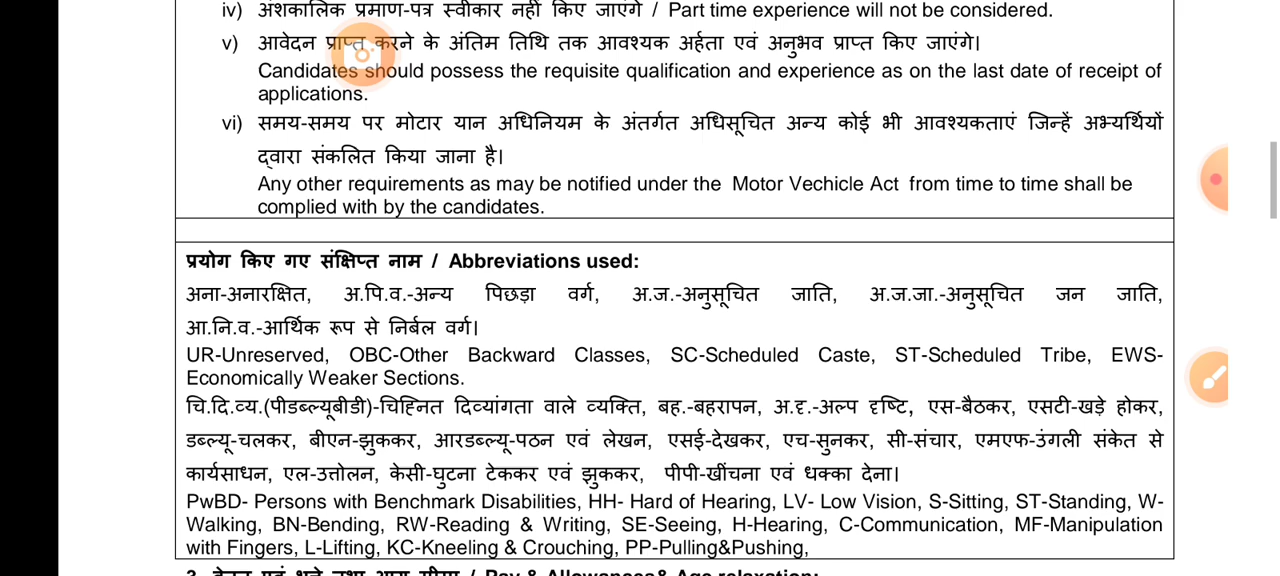 iv) अंशकालिक प्रमाण-पत्र स्वीकार नहीं किए जाएंगे / Part time experience will not be considered.
v) आवेदन प्राप्त करने के अंतिम तिथि तक आवश्यक अर्हता एवं अनुभव प्राप्त किए जाएंगे।
Candidates should possess the requisite qualification and experience as on the last date of receipt of
applications.
vi) समय-समय पर मोटार यान अधिनियम के अंतर्गत अधिसूचित अन्य कोई भी आवश्यकताएं जिन्हें अभ्यर्थियों
द्वारा संकलित किया जाना है।
Any other requirements as may be notified under the Motor Vechicle Act from time to time shall be
complied with by the candidates.
प्रयोग किए गए संक्षिप्त नाम / Abbreviations used:
अना-अनारक्षित, अ.पि.व.-अन्य पिछड़ा वर्ग, अ.ज.-अनुसूचित जाति, अ.ज.जा.-अनुसूचित जन जाति,
आ.नि.व.-आर्थिक रूप से निर्बल वर्ग।
UR-Unreserved, OBC-Other Backward Classes, SC-Scheduled Caste, ST-Scheduled Tribe, EWS-
Economically Weaker Sections.
चि.दि.व्य.(पीडब्ल्यूबीडी)-चिह्नित दिव्यांगता वाले व्यक्ति, बह.-बहरापन, अ.दृ.-अल्प दृष्टि, एस-बैठकर, एसटी-खड़े होकर,
डब्ल्यू-चलकर, बीएन-झुककर, आरडब्ल्यू-पठन एवं लेखन, एसई-देखकर, एच-सुनकर, सी-संचार, एमएफ-उंगली संकेत से
कार्यसाधन, एल-उत्तोलन, केसी-घुटना टेककर एवं झुककर, पीपी-खींचना एवं धक्का देना।
PwBD- Persons with Benchmark Disabilities, HH- Hard of Hearing, LV- Low Vision, S-Sitting, ST-Standing, W-
Walking, BN-Bending, RW-Reading & Writing, SE-Seeing, H-Hearing, C-Communication, MF-Manipulation
with Fingers, L-Lifting, KC-Kneeling & Crouching, PP-Pulling&Pushing,
/ Pay & Allowances& Age relaxation: